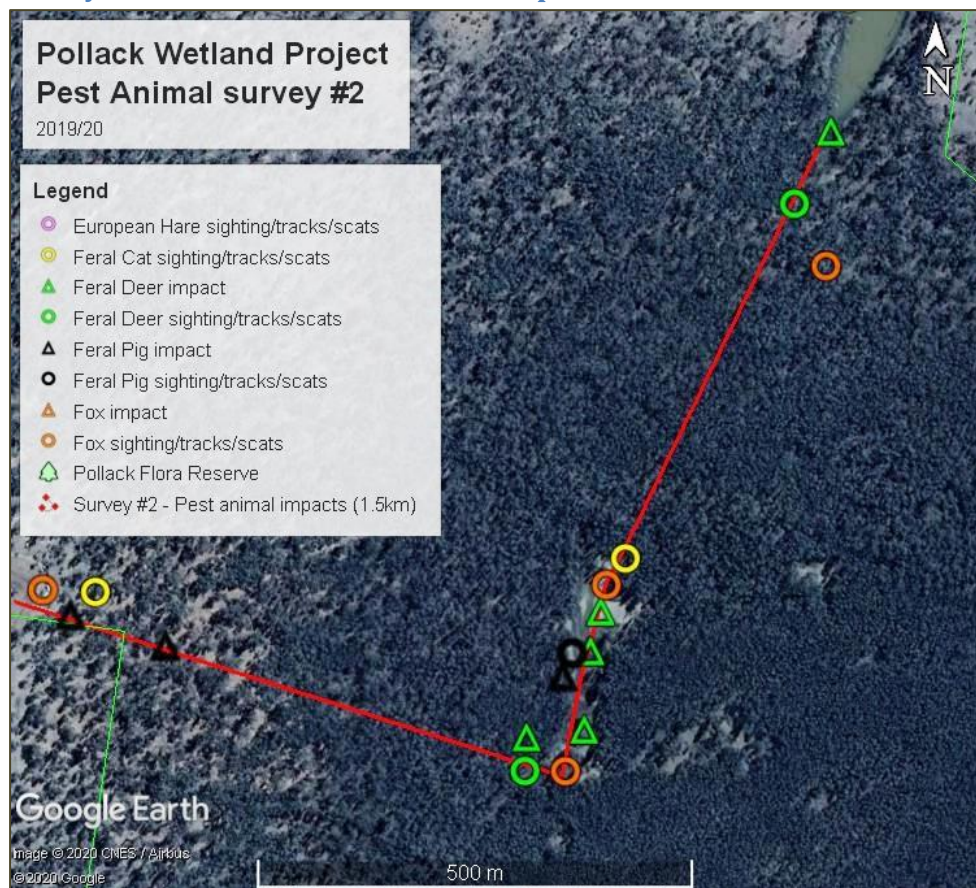 Pollack Wetland Project
Pest Animal survey #2
2019/20
N
Legend
European Hare sighting/tracks/scats
Feral Cat sighting/tracks/scats
Feral Deer impact
Feral Deer sighting/tracks/scats
Feral Pig impact
Feral Pig sighting/tracks/scats
Fox impact
Fox sighting/tracks/scats
Pollack Flora Reserve
Survey #2 - Pest animal impacts (1.5km)
Google Earth
mage © 2020 CNES / Airbus
© 2020 Google
500 m